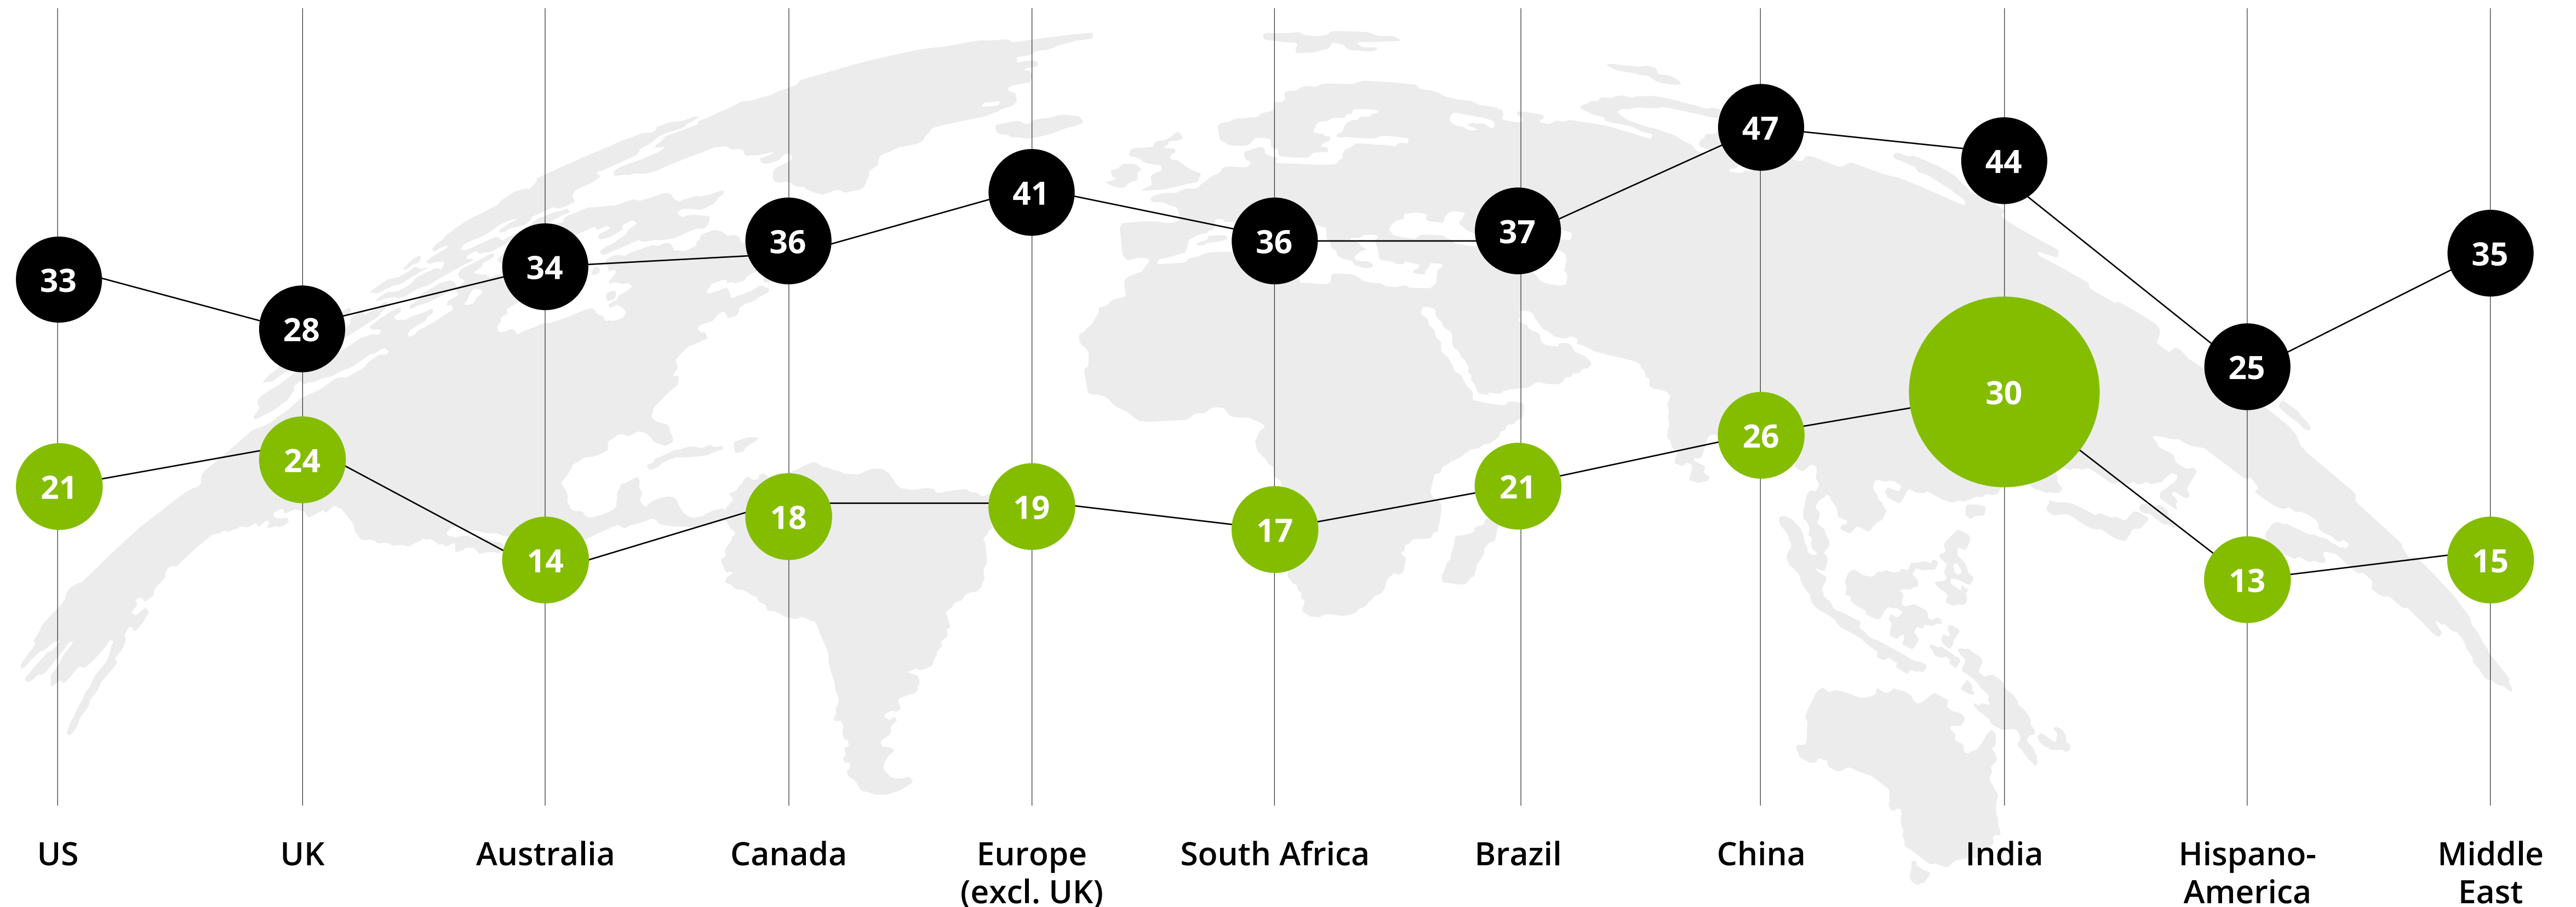 33
28
34
36
41
36
37
47
44
25
35
21
24
14
18
19
17
21
26
30
13
15
US
UK
Australia
Canada
Europe
(excl. UK)
South Africa
Brazil
China
India
Hispano-
America
Middle
East